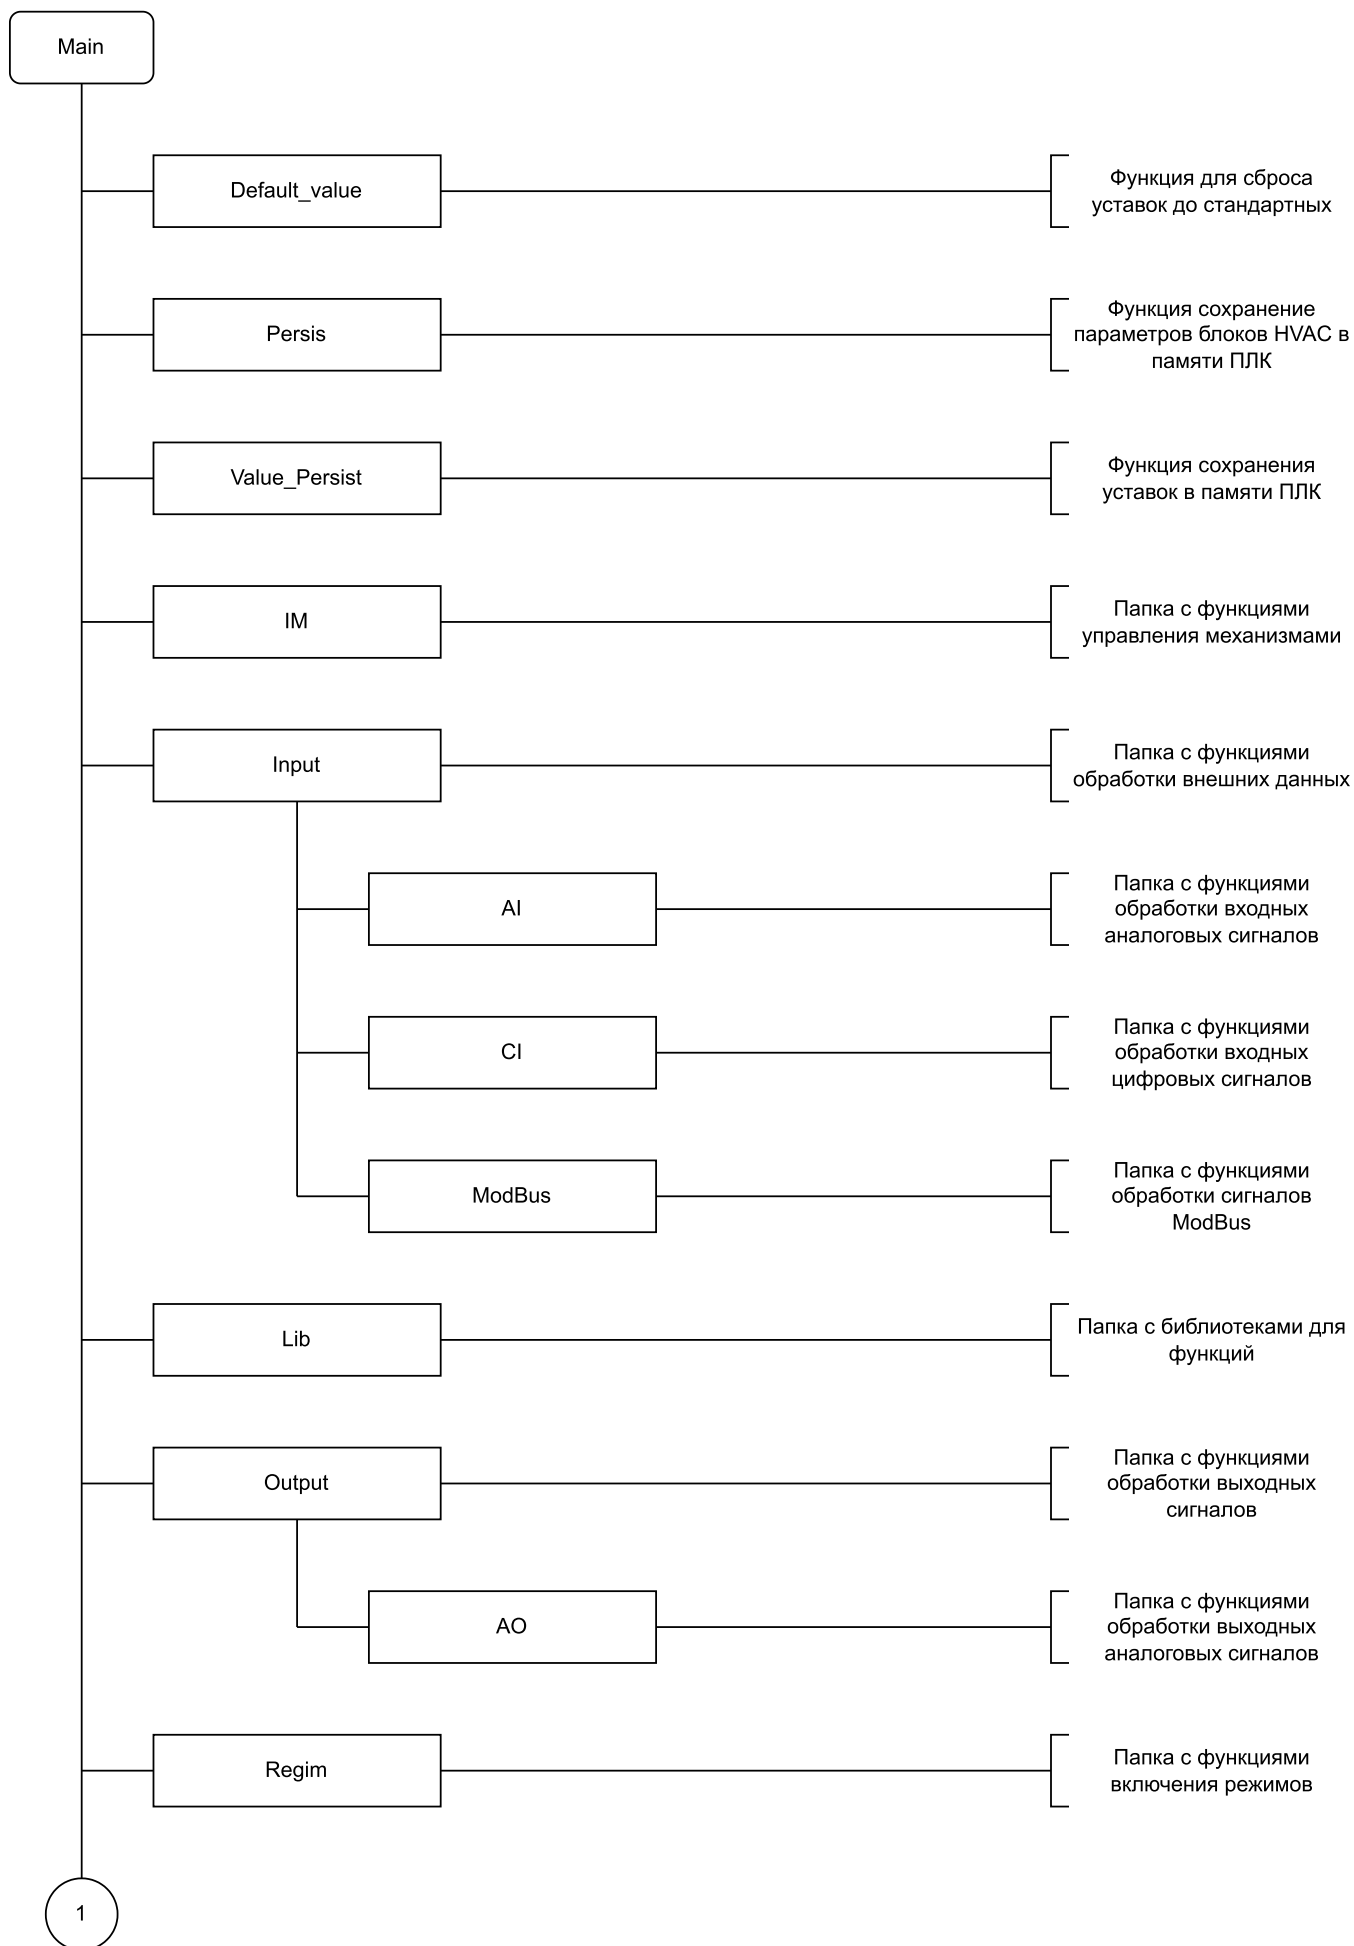 Main
Default_value
Функция для сброса
уставок до стандартных
Persis
Функция сохранение
параметров блоков HVAC в
памяти ПЛК
Value_Persist
Функция сохранения
уставок в памяти ПЛК
IM
Папка с функциями
управления механизмами
Input
Папка с функциями
обработки внешних данных
AI
Папка с функциями
обработки входных
аналоговых сигналов
CI
Папка с функциями
обработки входных
цифровых сигналов
ModBus
Папка с функциями
обработки сигналов
ModBus
Lib
Папка с библиотеками для
функций
Output
Папка с функциями
обработки выходных
сигналов
AO
Папка с функциями
обработки выходных
аналоговых сигналов
Regim
Папка с функциями
включения режимов
1